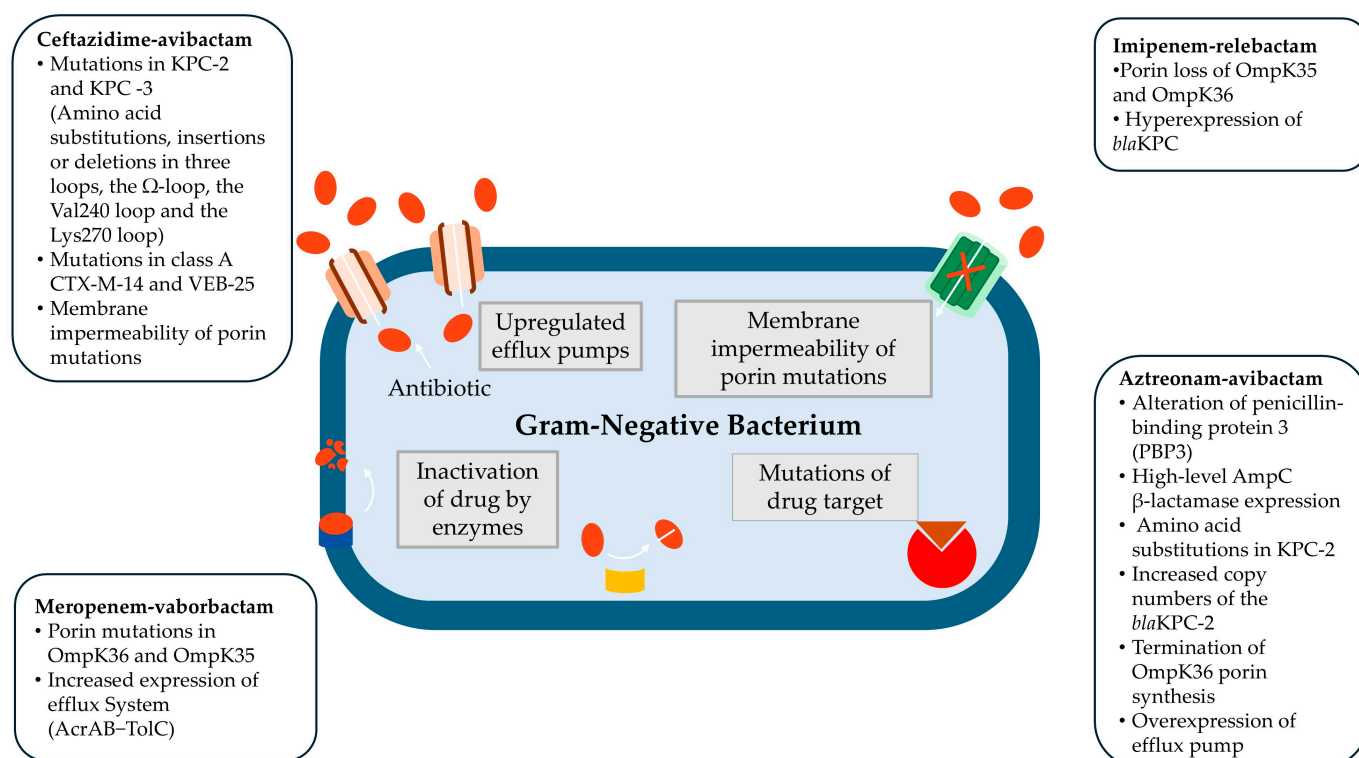 Ceftazidime-avibactam
• Mutations in KPC-2
and KPC -3
(Amino acid
substitutions, insertions
or deletions in three
loops, the Ω-loop, the
Val240 loop and the
Lys270 loop)
• Mutations in class A
CTX-M-14 and VEB-25
• Membrane
impermeability of porin
mutations
Imipenem-relebactam
•Porin loss of OmpK35
and OmpK36
• Hyperexpression of
blaKPC
Upregulated
efflux pumps
Membrane
impermeability of
porin mutations
Antibiotic
Gram-Negative Bacterium
Inactivation
of drug by
enzymes
Mutations of
drug target
Meropenem-vaborbactam
• Porin mutations in
OmpK36 and OmpK35
• Increased expression of
efflux System
(AcrAB−TolC)
Aztreonam-avibactam
• Alteration of penicillin-
binding protein 3
(PBP3)
• High-level AmpC
β-lactamase expression
• Amino acid
substitutions in KPC-2
• Increased copy
numbers of the
blaKPC-2
• Termination of
OmpK36 porin
synthesis
• Overexpression of
efflux pump